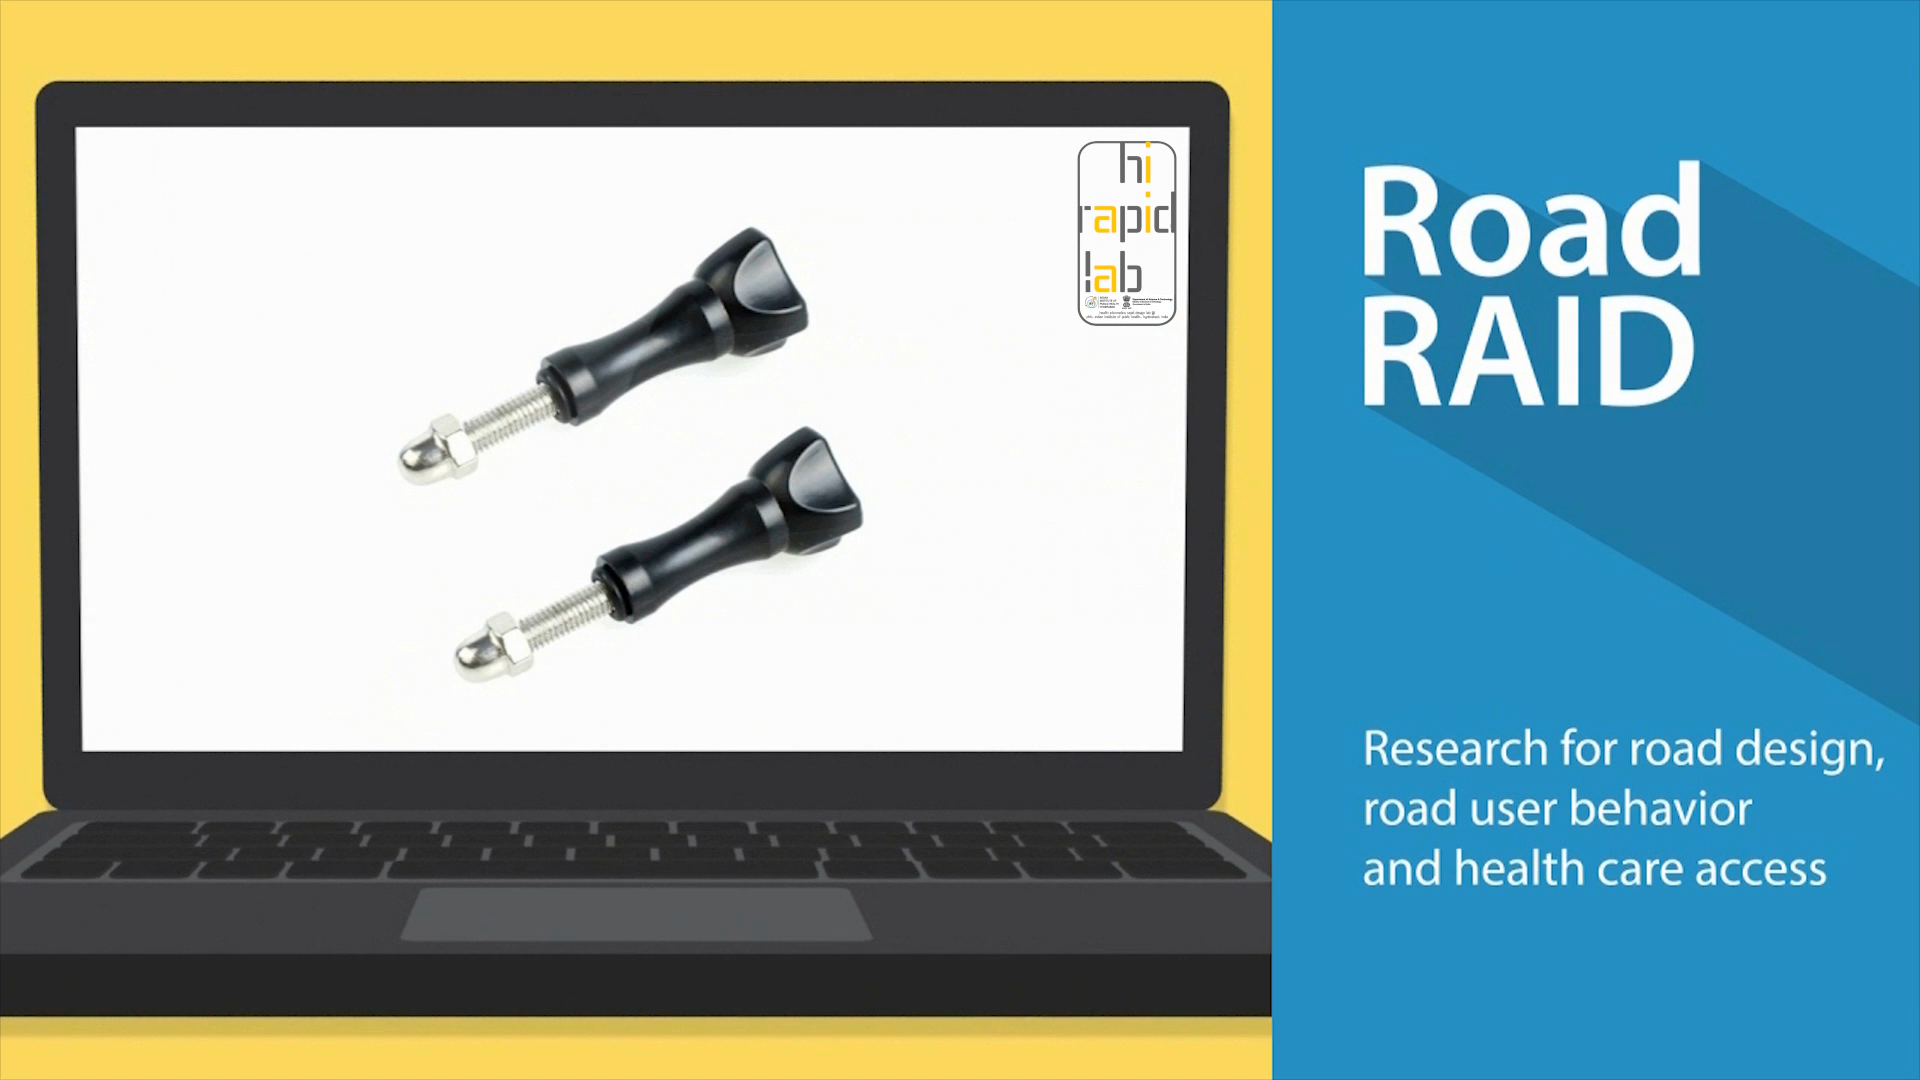 hi
rapid
lab
Road
RAID
Research for road design,
road user behavior
and health care access